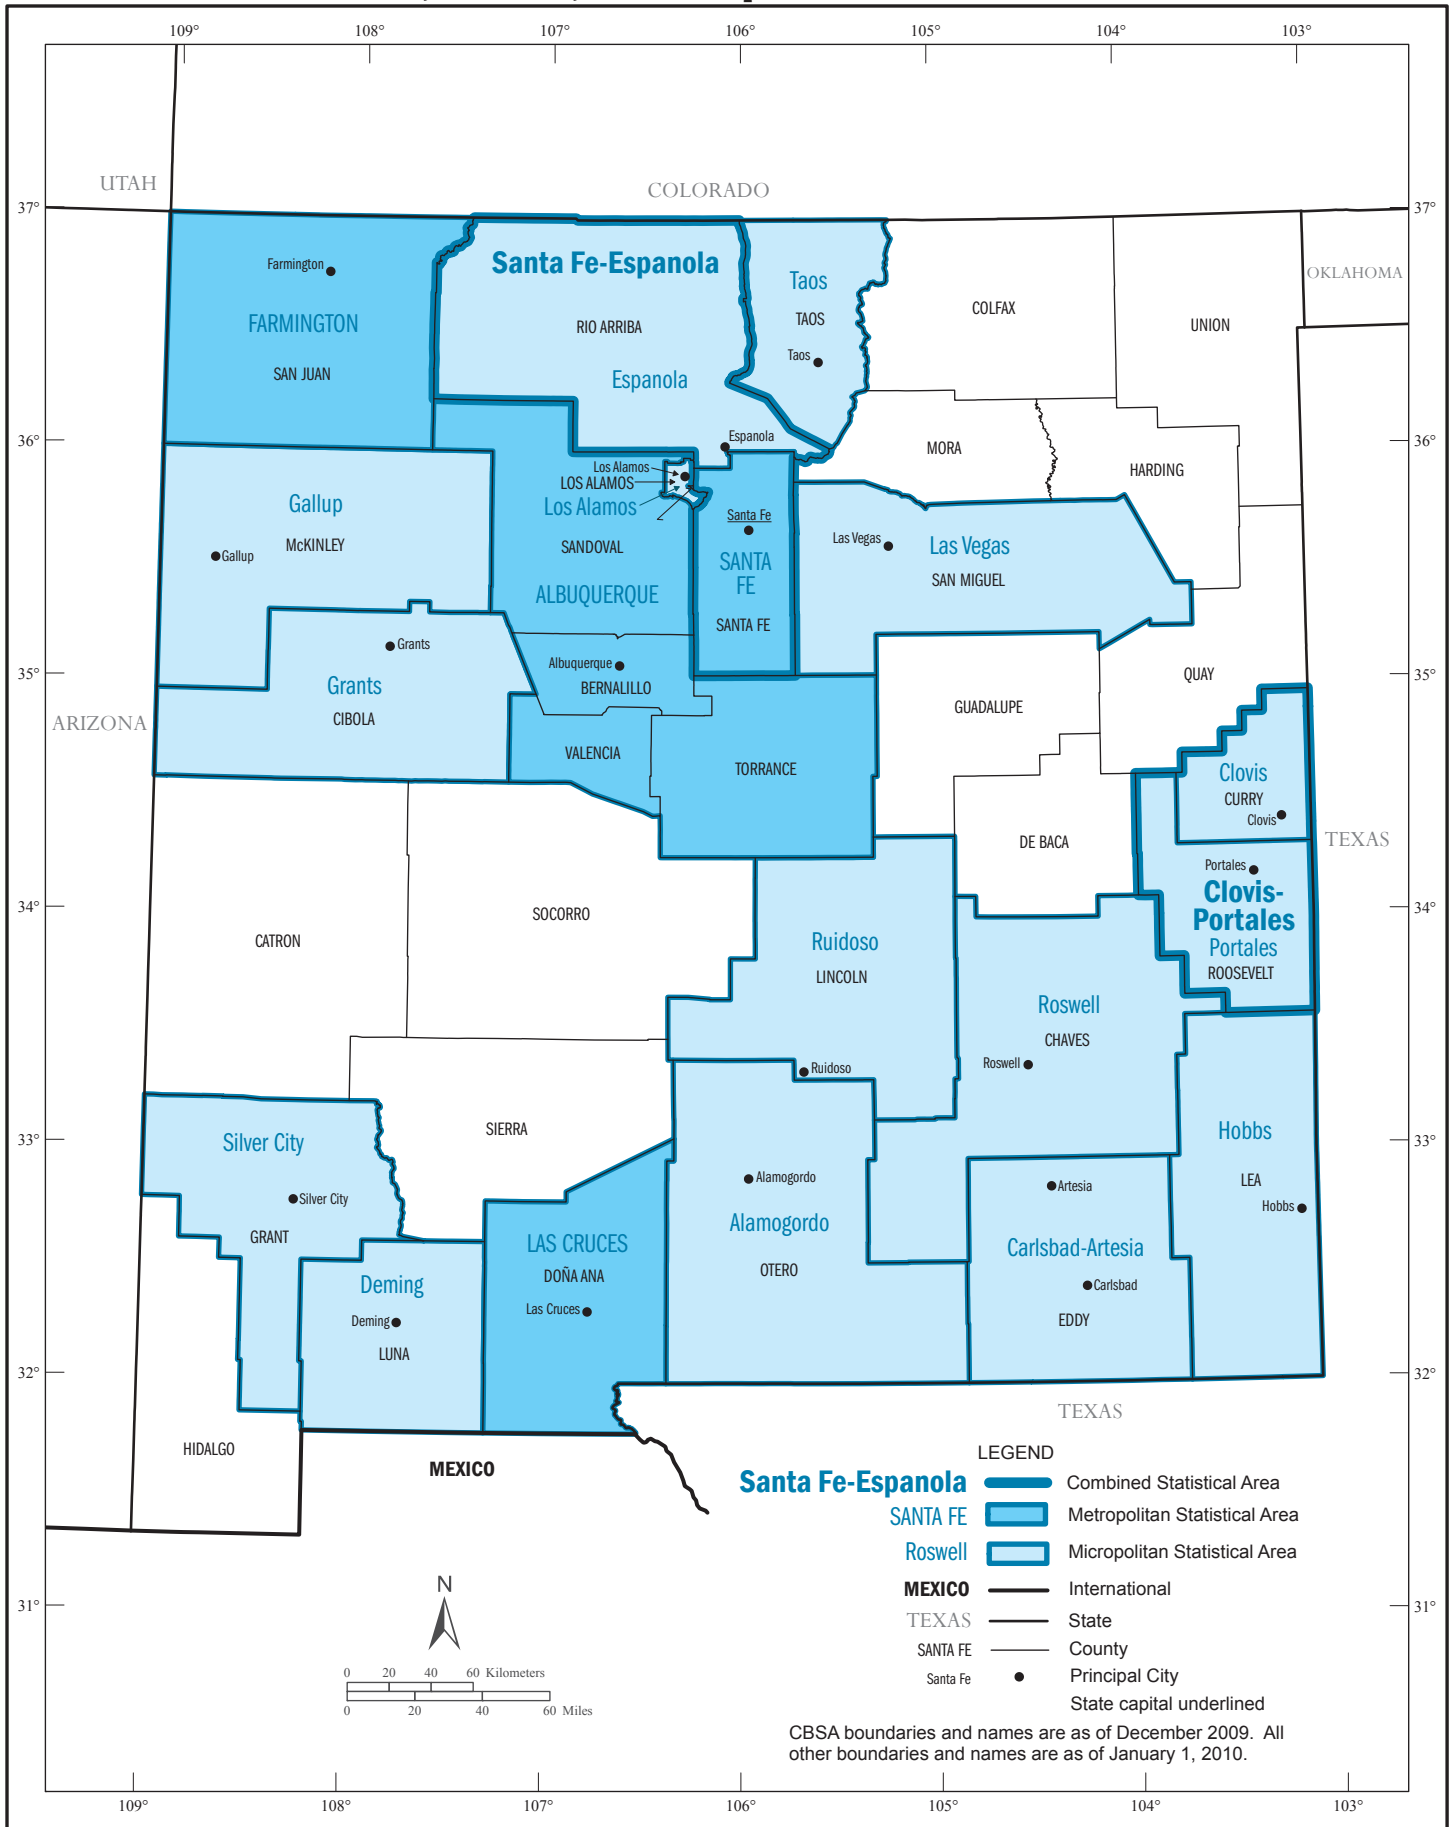 109° 108° 107° 106° 105° 104° 103°
UTAH
COLORADO
37° 37°
OKLAHOMA
Farmington
FARMINGTON
SAN JUAN
Santa Fe-Espanola
RIO ARRIBA
Espanola
Taos
TAOS
Taos
COLFAX
UNION
36° 36°
Espanola
MORA
HARDING
Los Alamos
LOS ALAMOS
Los Alamos
Gallup
McKINLEY
Gallup
SANDOVAL
ALBUQUERQUE
Santa Fe
SANTA
FE
SANTA FE
Las Vegas
Las Vegas
SAN MIGUEL
Grants
Grants
CIBOLA
Albuquerque
BERNALILLO
35° 35°
QUAY
GUADALUPE
ARIZONA
VALENCIA
TORRANCE
Clovis
CURRY
Clovis
DE BACA
TEXAS
Portales
Clovis-
Portales
Portales
ROOSEVELT
34° 34°
SOCORRO
CATRON
Ruidoso
LINCOLN
Roswell
CHAVES
Roswell
Ruidoso
SIERRA
33° 33°
Silver City
Silver City
GRANT
Hobbs
LEA
Hobbs
Alamogordo
Alamogordo
OTERO
Artesia
Carlsbad-Artesia
Carlsbad
EDDY
LAS CRUCES
DOÑA ANA
Las Cruces
Deming
Deming
LUNA
32° 32°
TEXAS
HIDALGO
MEXICO
LEGEND
Santa Fe-Espanola Combined Statistical Area
SANTA FE Metropolitan Statistical Area
Roswell Micropolitan Statistical Area
MEXICO International
TEXAS State
SANTA FE County
Santa Fe Principal City
State capital underlined
31° 31°
N
0 20 40 60 Kilometers
0 20 40 60 Miles
CBSA boundaries and names are as of December 2009. All
other boundaries and names are as of January 1, 2010.
109° 108° 107° 106° 105° 104° 103°